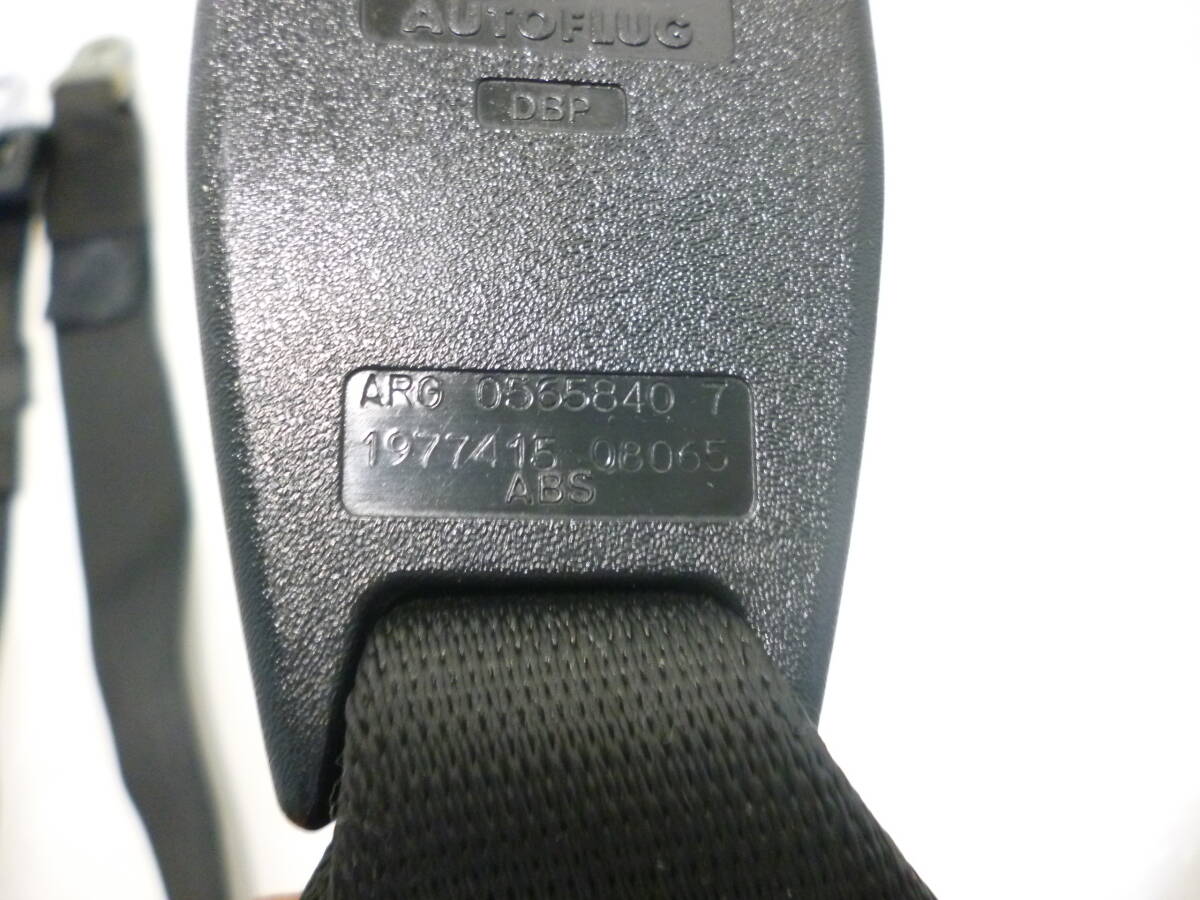 AUTOFLUG
DBP
ARG 0565840 7
1977415 08065
ABS